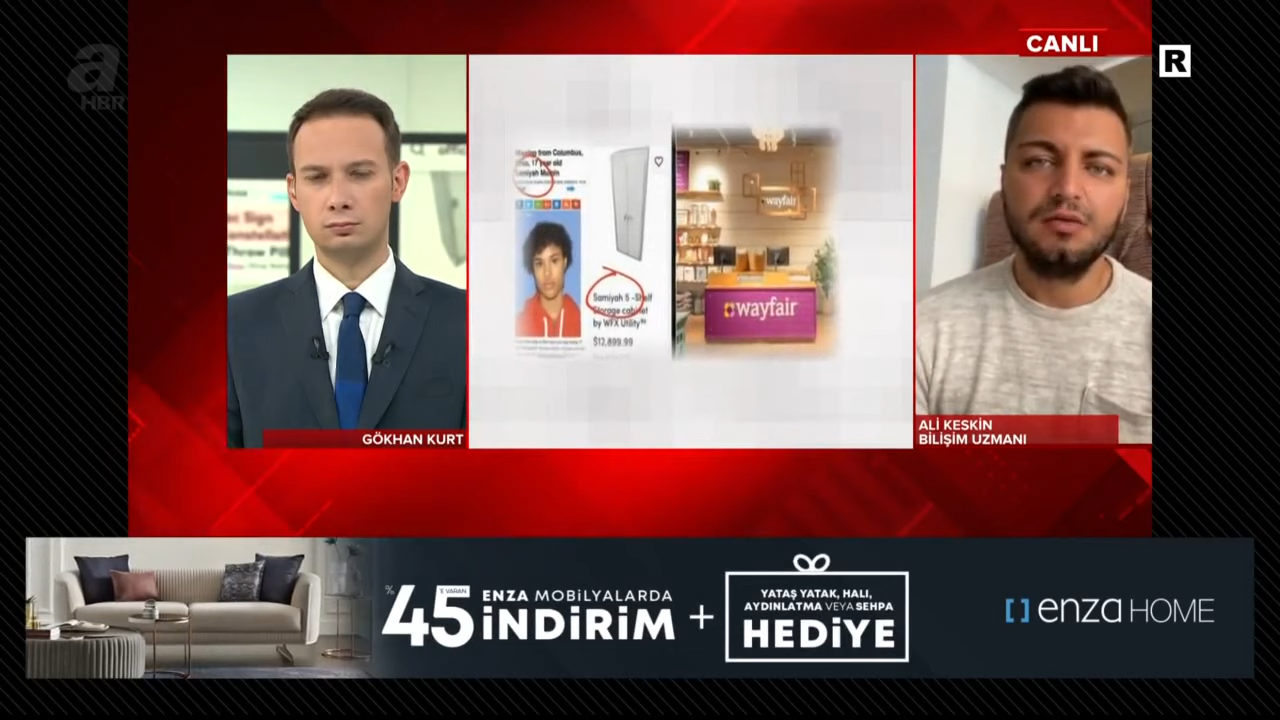 a
HBR
CANLI
R
Missing from Columbus,
Ohio, 17 year old
Samiyah Mumin
Samiyah 5 -Shelf
Storage cabinet
by WFX Utility™
$12,899.99
wayfair
wayfair
GÖKHAN KURT
ALİ KESKİN
BİLİŞİM UZMANI
%45'E VARAN
ENZA MOBİLYALARDA
İNDİRİM
+
YATAŞ YATAK, HALI,
AYDINLATMA VEYA SEHPA
HEDİYE
enza HOME